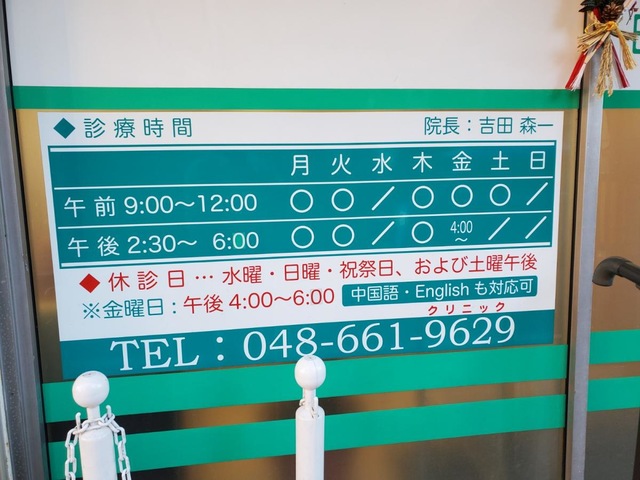 ◆診療時間 院長：吉田 森一
月 火 水 木 金 土 日
午前 9:00〜12:00 ○ ○ ／ ○ ○ ○ ／
午後 2:30〜 6:00 ○ ○ ／ ○ 4:00〜 ／ ／
◆休診日… 水曜・日曜・祝祭日、および土曜午後
※金曜日：午後 4:00〜6:00 中国語・English も対応可
クリニック
TEL：048-661-9629